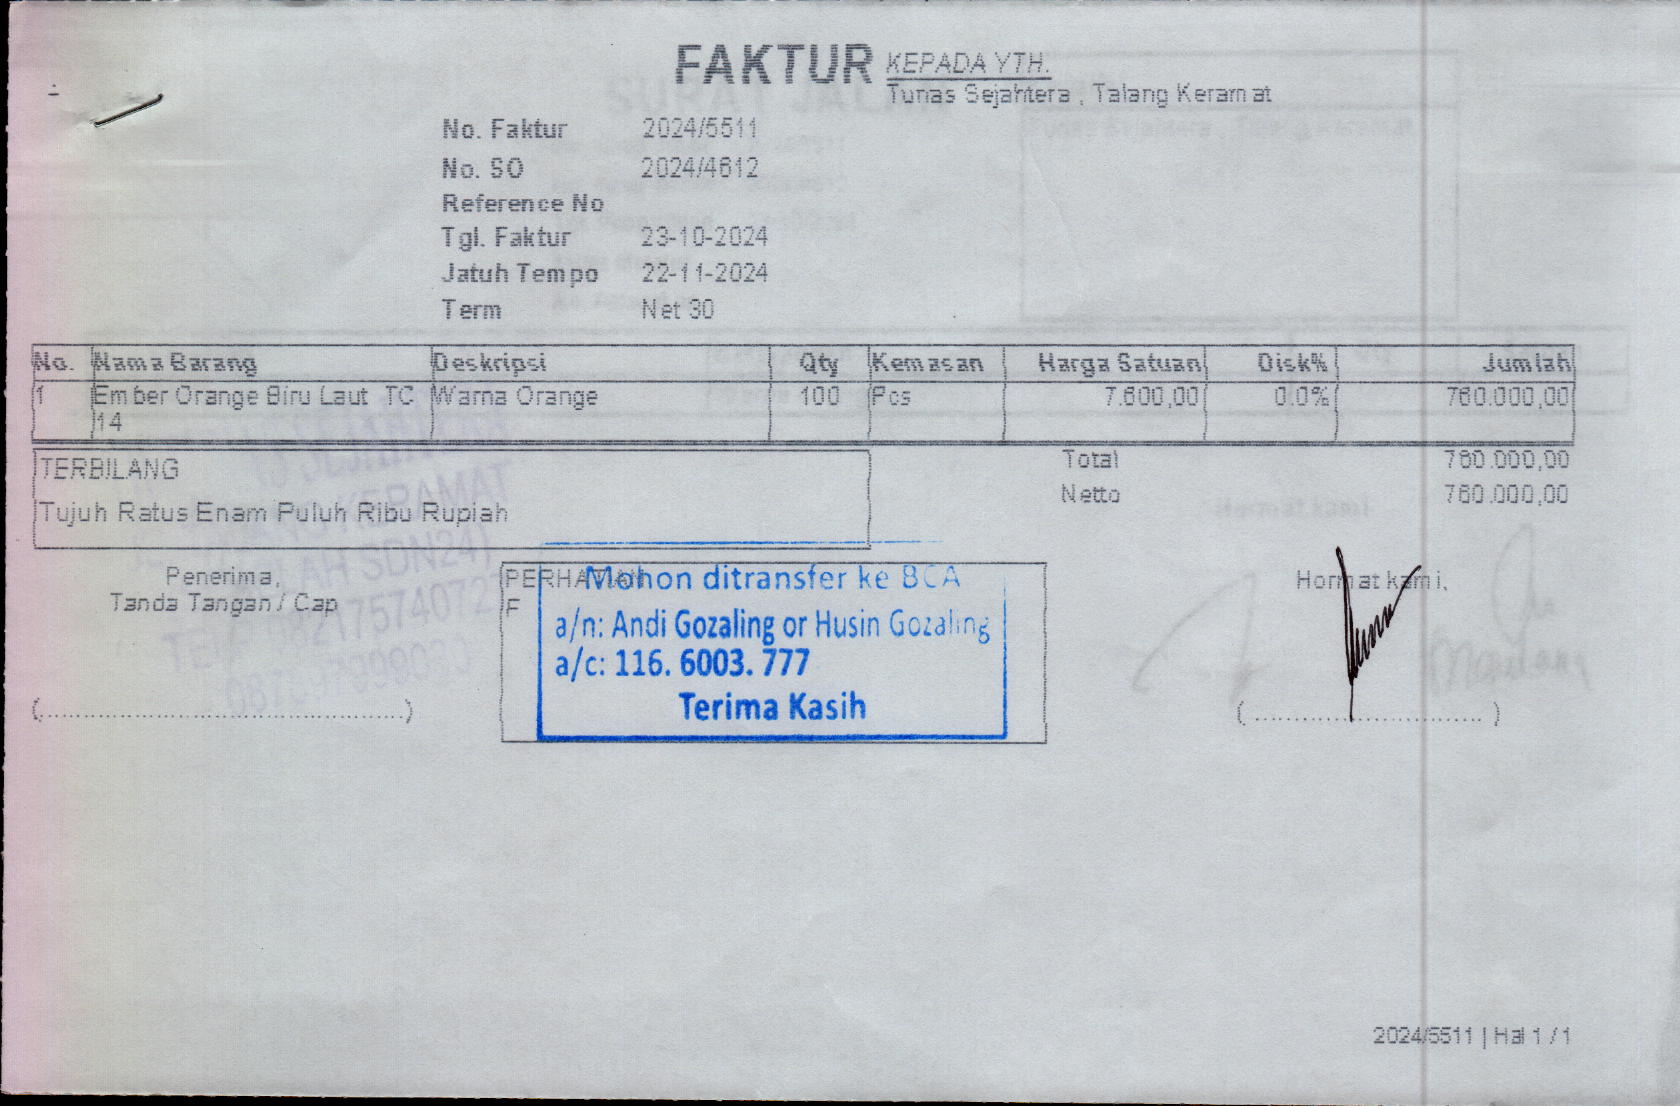 FAKTUR
KEPADA YTH.
Tunas Sejahtera , Talang Keramat
No. Faktur 2024/5511
No. SO 2024/4612
Reference No
Tgl. Faktur 23-10-2024
Jatuh Tempo 22-11-2024
Term Net 30
No. Nama Barang Deskripsi Qty Kemasan Harga Satuan Disk% Jumlah
1 Ember Orange Biru Laut TC Warna Orange 100 Pcs 7.600,00 0.0% 760.000,00
14
TERBILANG
Total 760.000,00
Netto 760.000,00
Tujuh Ratus Enam Puluh Ribu Rupiah
KERAMAT
SDN24)
Penerima,
Tanda Tangan / Cap
(................................................)
PERHATIAN
F
Mohon ditransfer ke BCA
a/n: Andi Gozaling or Husin Gozaling
a/c: 116. 6003. 777
Terima Kasih
Hormat kami,
( .............................. )
2024/5511 | Hal 1 / 1